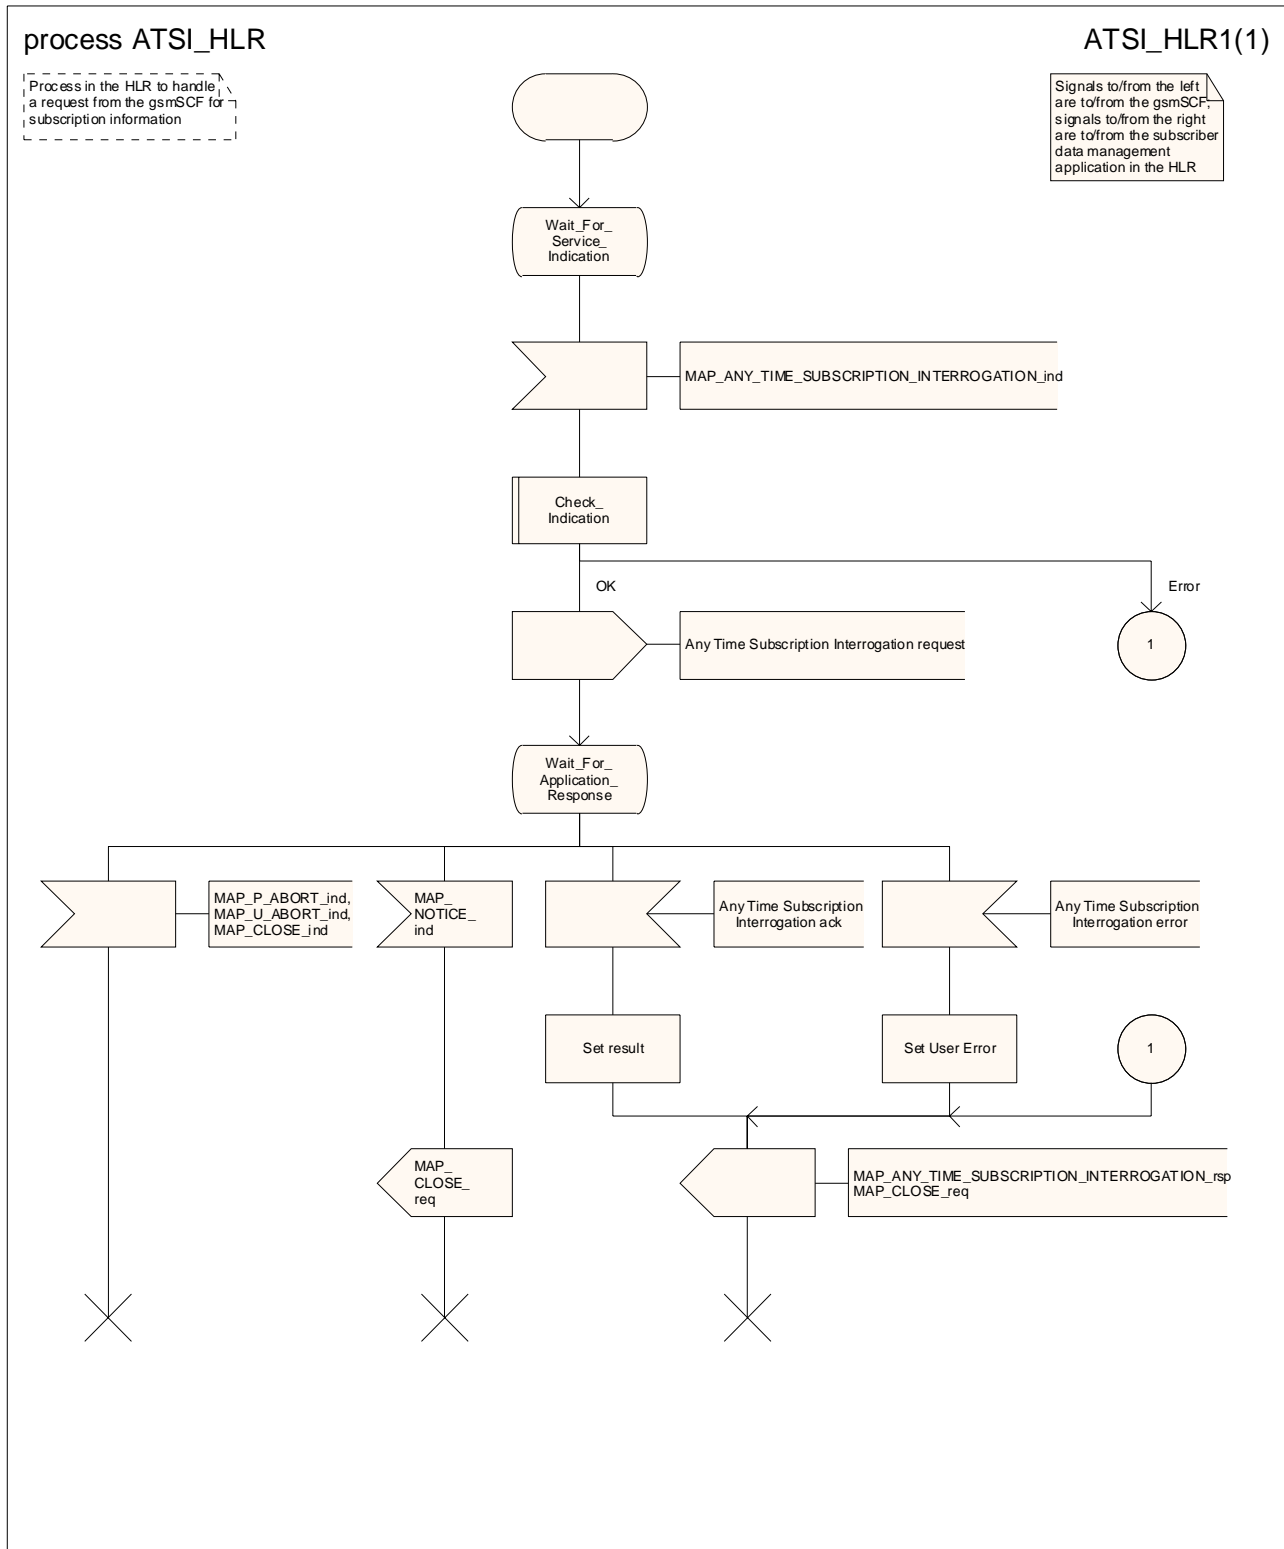 process ATSI_HLR
ATSI_HLR1(1)
Process in the HLR to handle
a request from the gsmSCF for
subscription information
Signals to/from the left
are to/from the gsmSCF;
signals to/from the right
are to/from the subscriber
data management
application in the HLR
Wait_For_
Service_
Indication
MAP_ANY_TIME_SUBSCRIPTION_INTERROGATION_ind
Check_
Indication
OK
Error
Any Time Subscription Interrogation request
1
Wait_For_
Application_
Response
MAP_P_ABORT_ind,
MAP_U_ABORT_ind,
MAP_CLOSE_ind
MAP_
NOTICE_
ind
Any Time Subscription
Interrogation ack
Any Time Subscription
Interrogation error
Set result
Set User Error
1
MAP_
CLOSE_
req
MAP_ANY_TIME_SUBSCRIPTION_INTERROGATION_rsp
MAP_CLOSE_req